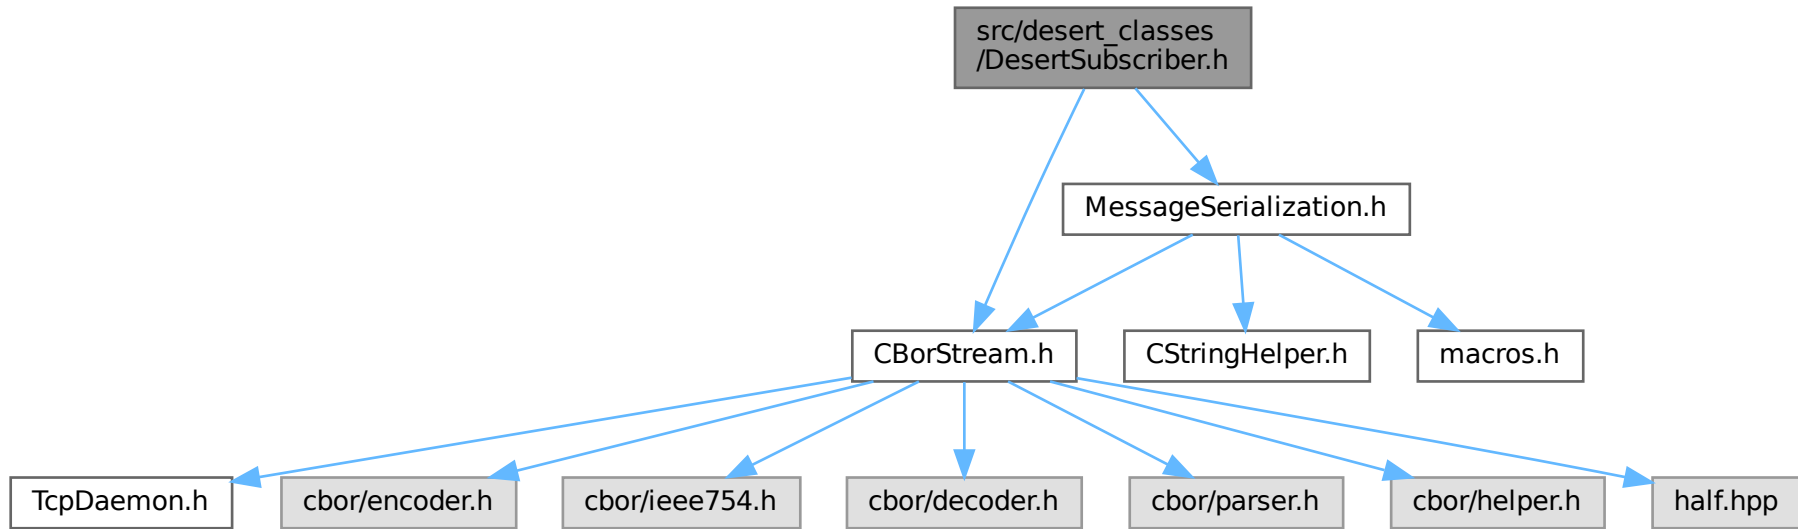 src/desert_classes
/DesertSubscriber.h
MessageSerialization.h
CBorStream.h
CStringHelper.h
macros.h
TcpDaemon.h
cbor/encoder.h
cbor/ieee754.h
cbor/decoder.h
cbor/parser.h
cbor/helper.h
half.hpp